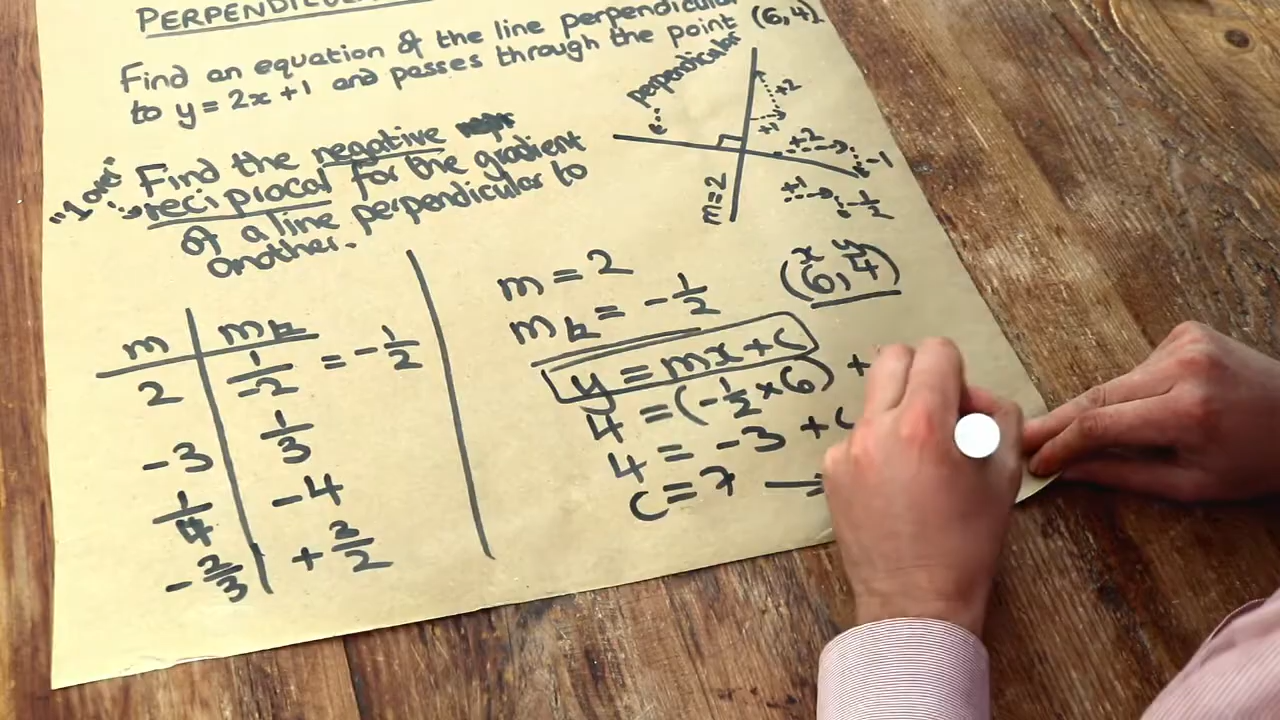 Find an equation of the line perpendicular
to y = 2x + 1 and passes through the point (6,4).
"1 over"
Find the negative
reciprocal for the gradient
of a line perpendicular to
another.
perpendicular
+2
+1
m=2
+2
-1
+1
-1/2
m
2 1/-2 = -1/2
-3 1/3
1/4 -4
-2/3
m = 2
= -1/2
x y
(6,4)
y = mx + c
4 = (-1/2 × 6) +
4 = -3 + c
c = 7 →